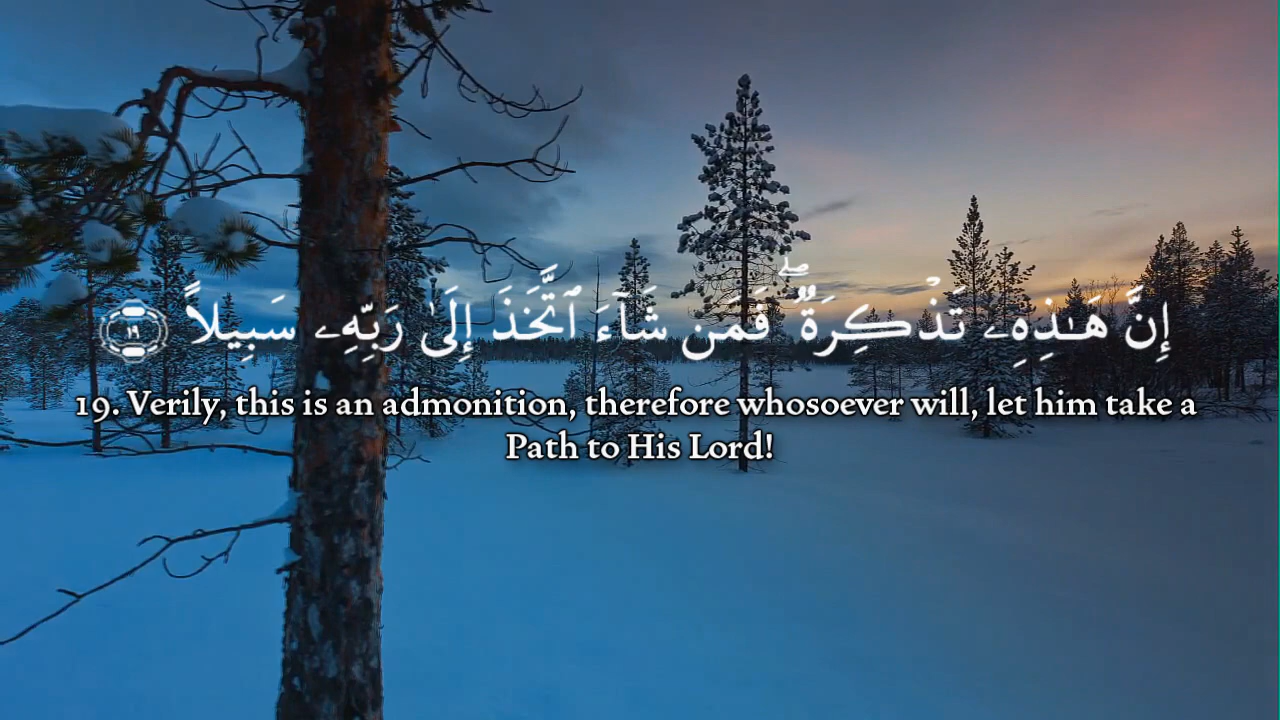 إِنَّ هَـٰذِهِۦ تَذْكِرَةٌۭ ۖ فَمَن شَآءَ ٱتَّخَذَ إِلَىٰ رَبِّهِۦ سَبِيلاً ١٩
19. Verily, this is an admonition, therefore whosoever will, let him take a
Path to His Lord!